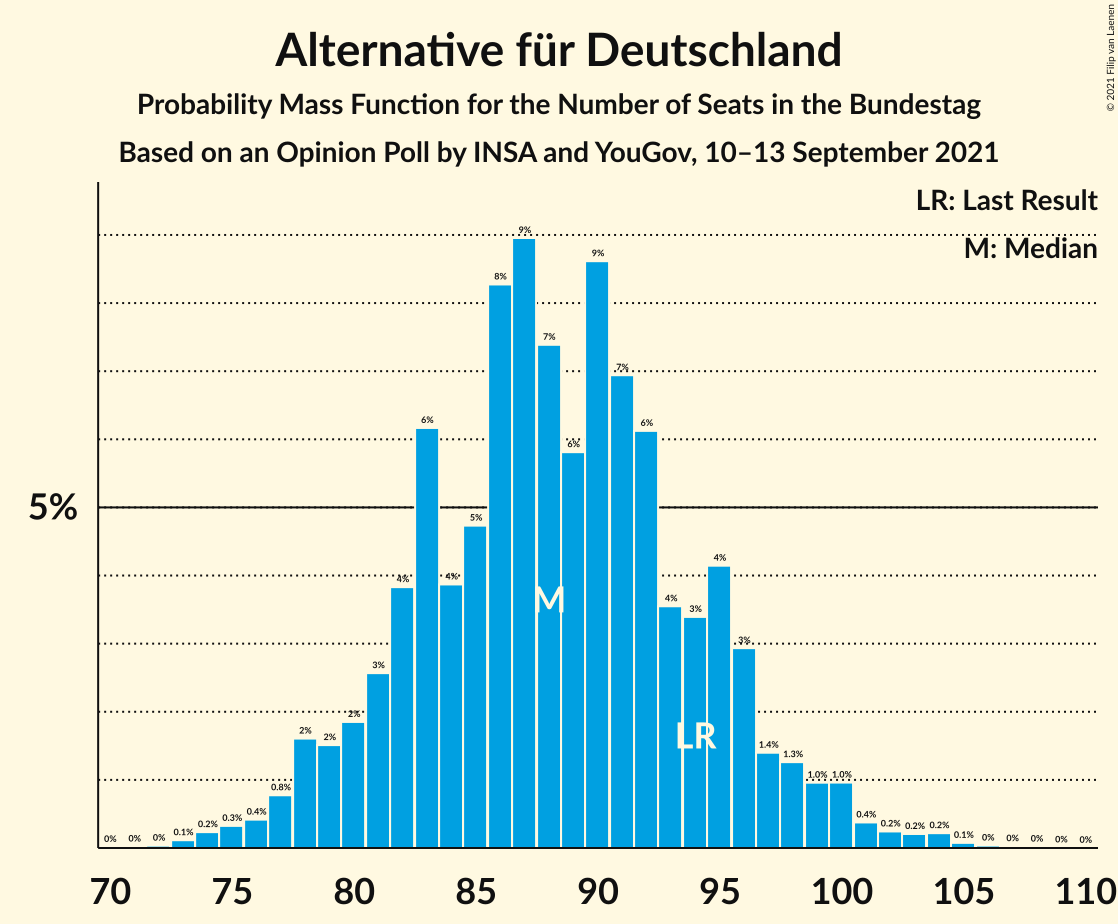 Alternative für Deutschland
Probability Mass Function for the Number of Seats in the Bundestag
Based on an Opinion Poll by INSA and YouGov, 10–13 September 2021
© 2021 Filip van Laenen
LR: Last Result
M: Median
5%
0% 0% 0% 0.1% 0.2% 0.3% 0.4% 0.8% 2% 2% 2% 3% 4% 6% 4% 5% 8% 9% 7% 6% 9% 7% 6% 4% 3% 4% 3% 1.4% 1.3% 1.0% 1.0% 0.4% 0.2% 0.2% 0.2% 0.1% 0% 0% 0% 0% 0%
M
LR
70 75 80 85 90 95 100 105 110